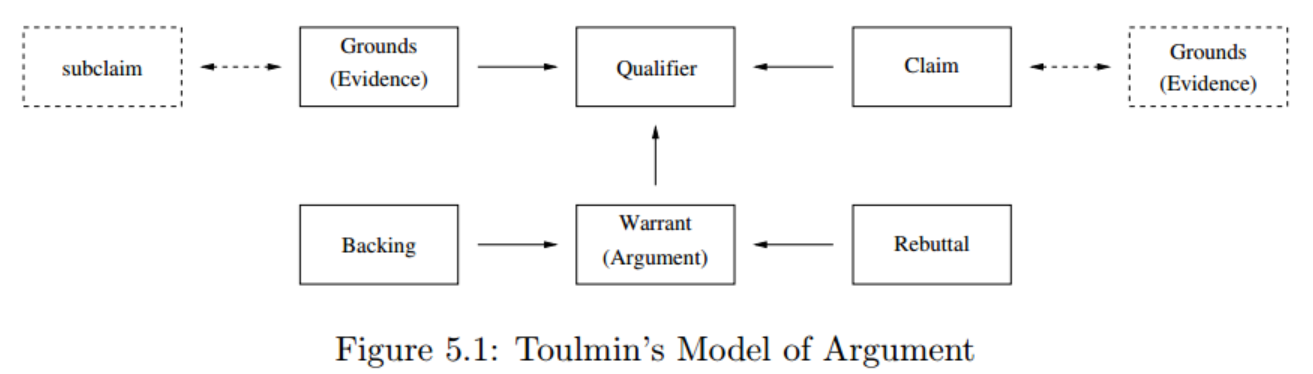 subclaim
Grounds
(Evidence)
Qualifier
Claim
Grounds
(Evidence)
Backing
Warrant
(Argument)
Rebuttal
Figure 5.1: Toulmin's Model of Argument